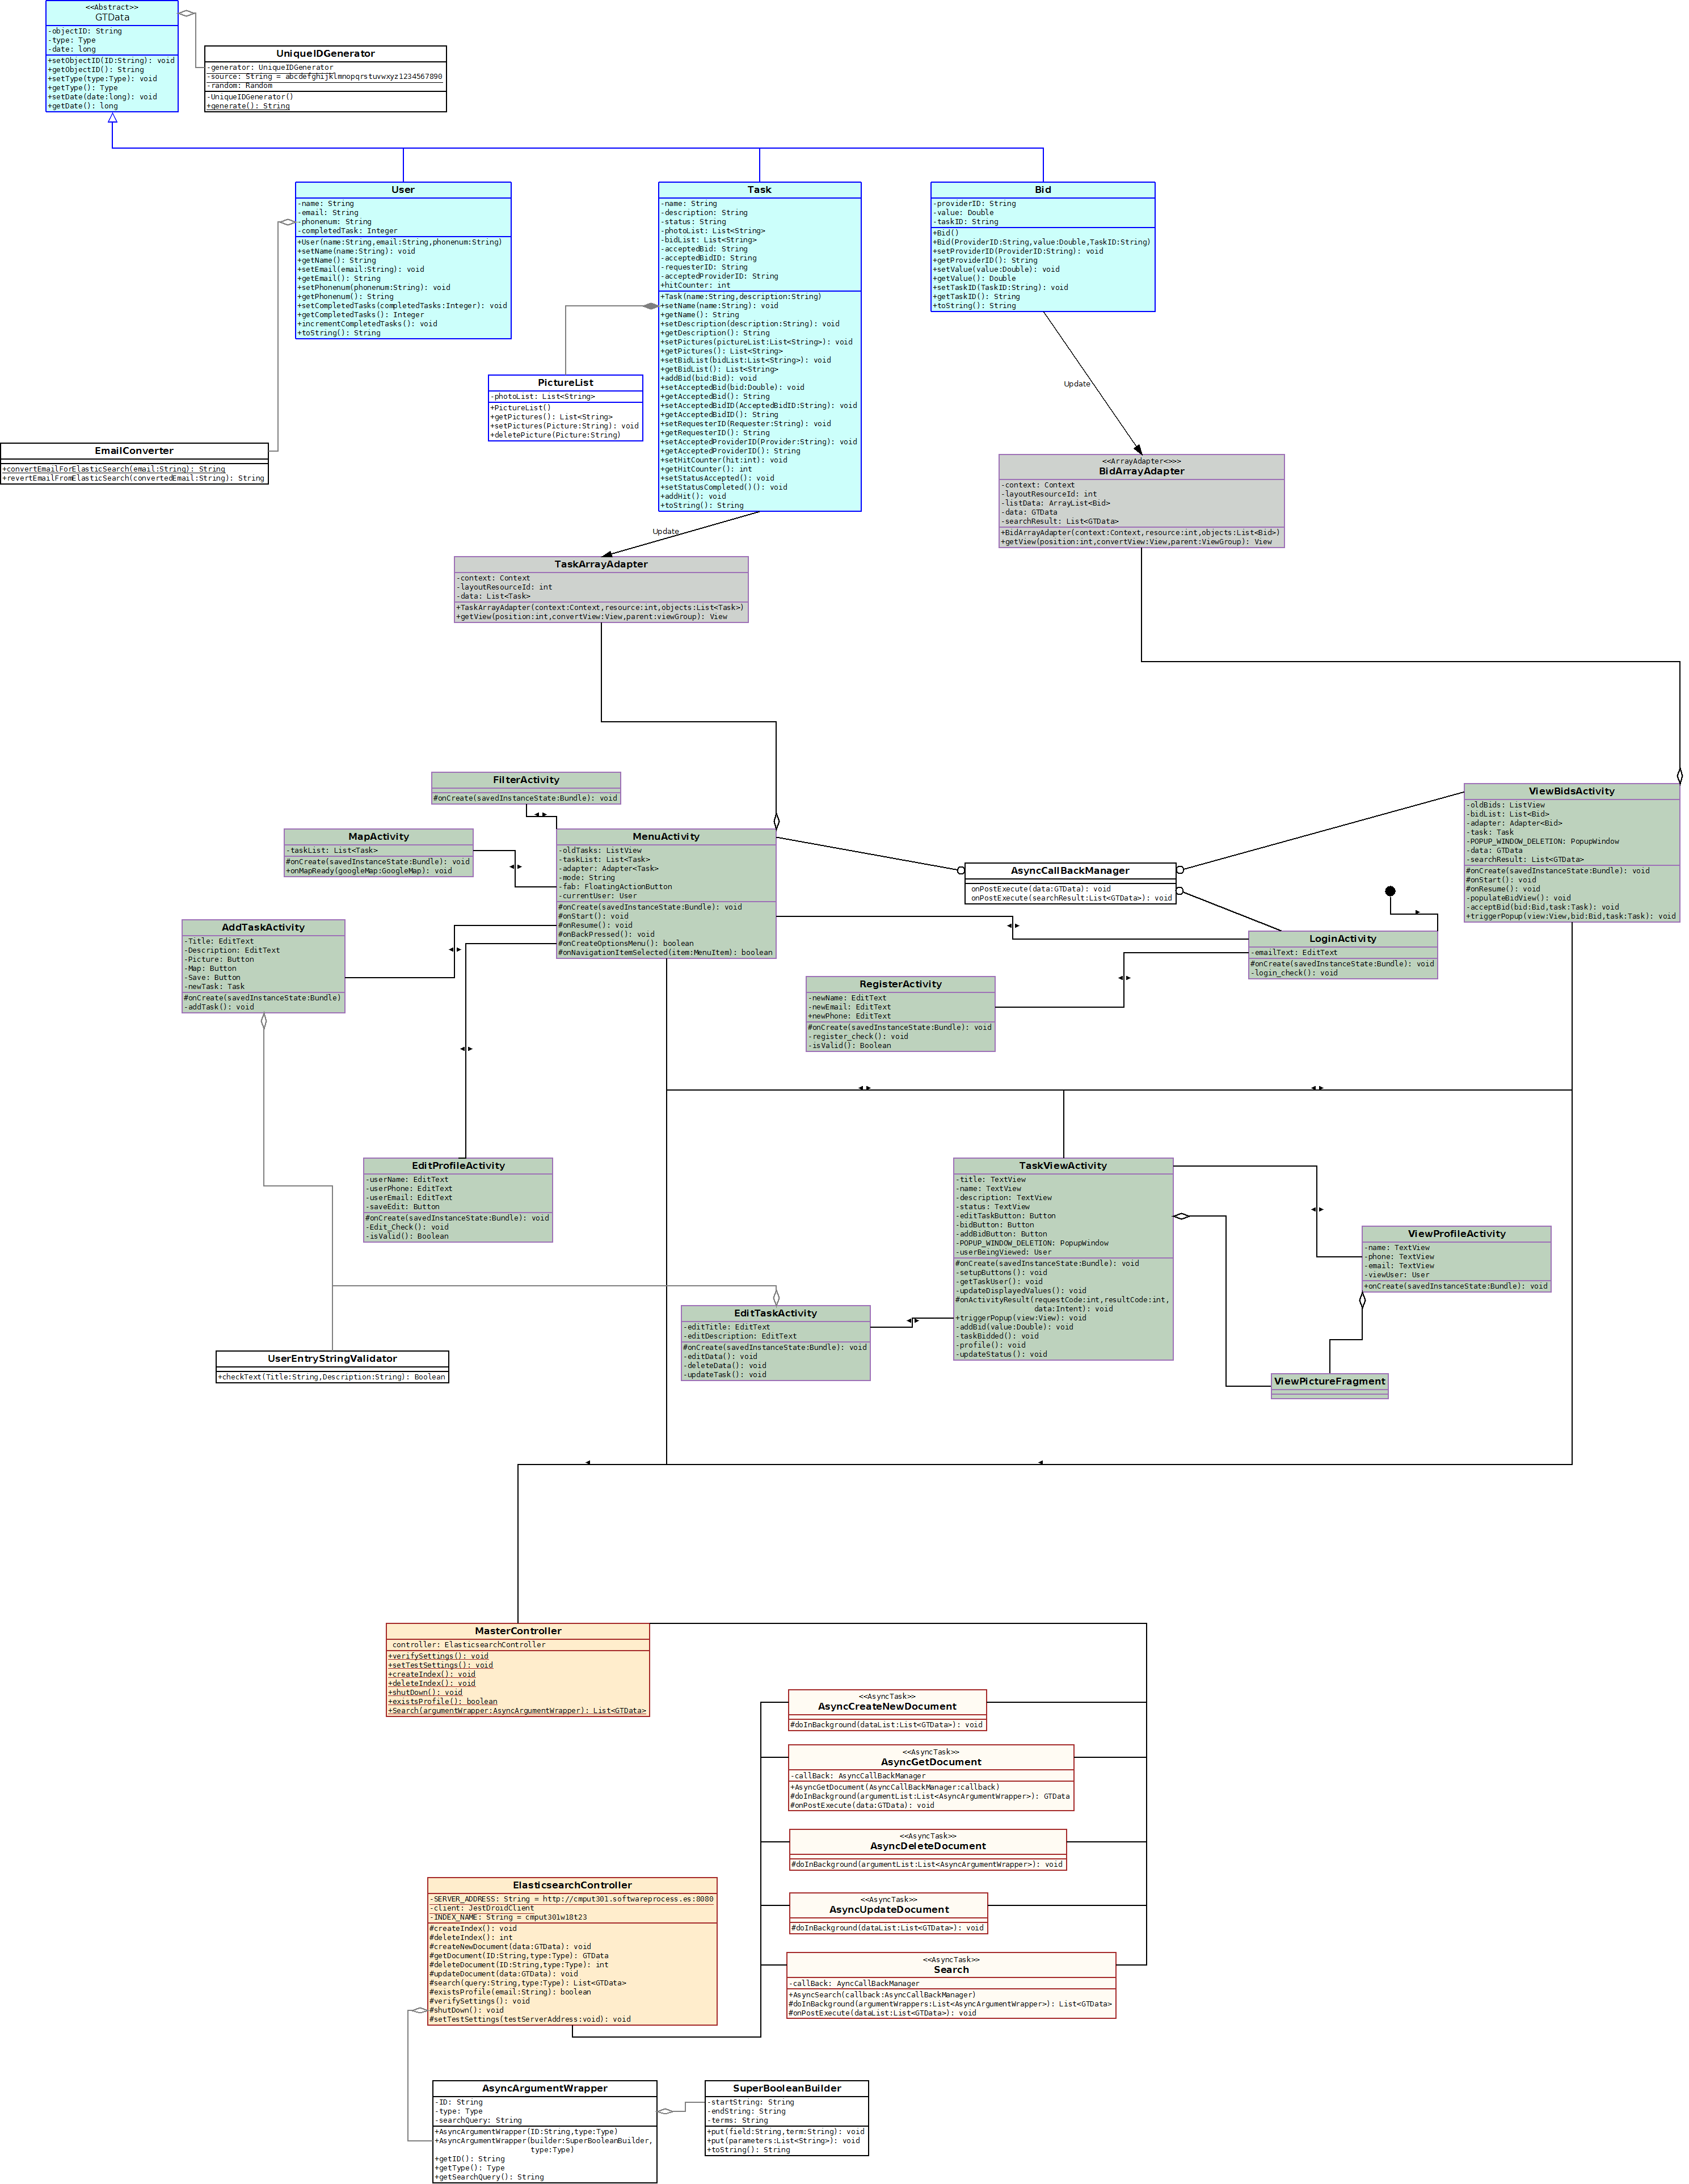 <<Abstract>>
GTData
-objectID: String
-type: Type
-date: long
+setObjectID(ID:String): void
+getObjectID(): String
+setType(type:Type): void
+getType(): Type
+setDate(date:long): void
+getDate(): long
UniqueIDGenerator
-generator: UniqueIDGenerator
-source: String = abcdefghijklmnopqrstuvwxyz1234567890
-random: Random
-UniqueIDGenerator()
+generate(): String
User
-name: String
-email: String
-phonenum: String
-completedTask: Integer
+User(name:String,email:String,phonenum:String)
+setName(name:String): void
+getName(): String
+setEmail(email:String): void
+getEmail(): String
+setPhonenum(phonenum:String): void
+getPhonenum(): String
+setCompletedTasks(completedTasks:Integer): void
+getCompletedTasks(): Integer
+incrementCompletedTasks(): void
+toString(): String
Task
-name: String
-description: String
-status: String
-photoList: List<String>
-bidList: List<String>
-acceptedBid: String
-acceptedBidID: String
-requesterID: String
-acceptedProviderID: String
+hitCounter: int
+Task(name:String,description:String)
+setName(name:String): void
+getName(): String
+setDescription(description:String): void
+getDescription(): String
+setPictures(pictureList:List<String>): void
+getPictures(): List<String>
+setBidList(bidList:List<String>): void
+getBidList(): List<String>
+addBid(bid:Bid): void
+setAcceptedBid(bid:Double): void
+getAcceptedBid(): String
+setAcceptedBidID(AcceptedBidID:String): void
+getAcceptedBidID(): String
+setRequesterID(Requester:String): void
+getRequesterID(): String
+setAcceptedProviderID(Provider:String): void
+getAcceptedProviderID(): String
+setHitCounter(hit:int): void
+getHitCounter(): int
+setStatusAccepted(): void
+setStatusCompleted()(): void
+addHit(): void
+toString(): String
Bid
-providerID: String
-value: Double
-taskID: String
+Bid()
+Bid(ProviderID:String,value:Double,TaskID:String)
+setProviderID(ProviderID:String): void
+getProviderID(): String
+setValue(value:Double): void
+getValue(): Double
+setTaskID(TaskID:String): void
+getTaskID(): String
+toString(): String
PictureList
-photoList: List<String>
+PictureList()
+getPictures(): List<String>
+setPictures(Picture:String): void
+deletePicture(Picture:String)
Update
EmailConverter
+convertEmailForElasticSearch(email:String): String
+revertEmailFromElasticSearch(convertedEmail:String): String
<<ArrayAdapter<>>>
BidArrayAdapter
-context: Context
-layoutResourceId: int
-listData: ArrayList<Bid>
-data: GTData
-searchResult: List<GTData>
+BidArrayAdapter(context:Context,resource:int,objects:List<Bid>)
+getView(position:int,convertView:View,parent:ViewGroup): View
Update
TaskArrayAdapter
-context: Context
-layoutResourceId: int
-data: List<Task>
+TaskArrayAdapter(context:Context,resource:int,objects:List<Task>)
+getView(position:int,convertView:View,parent:viewGroup): View
FilterActivity
#onCreate(savedInstanceState:Bundle): void
MapActivity
-taskList: List<Task>
#onCreate(savedInstanceState:Bundle): void
+onMapReady(googleMap:GoogleMap): void
MenuActivity
-oldTasks: ListView
-taskList: List<Task>
-adapter: Adapter<Task>
-mode: String
-fab: FloatingActionButton
-currentUser: User
#onCreate(savedInstanceState:Bundle): void
#onStart(): void
#onResume(): void
#onBackPressed(): void
#onCreateOptionsMenu(): boolean
#onNavigationItemSelected(item:MenuItem): boolean
AsyncCallBackManager
onPostExecute(data:GTData): void
onPostExecute(searchResult:List<GTData>): void
ViewBidsActivity
-oldBids: ListView
-bidList: List<Bid>
-adapter: Adapter<Bid>
-task: Task
-POPUP_WINDOW_DELETION: PopupWindow
-data: GTData
-searchResult: List<GTData>
#onCreate(savedInstanceState:Bundle): void
#onStart(): void
#onResume(): void
-populateBidView(): void
-acceptBid(bid:Bid,task:Task): void
+triggerPopup(view:View,bid:Bid,task:Task): void
AddTaskActivity
-Title: EditText
-Description: EditText
-Picture: Button
-Map: Button
-Save: Button
-newTask: Task
#onCreate(savedInstanceState:Bundle)
-addTask(): void
LoginActivity
-emailText: EditText
#onCreate(savedInstanceState:Bundle): void
-login_check(): void
RegisterActivity
-newName: EditText
-newEmail: EditText
+newPhone: EditText
#onCreate(savedInstanceState:Bundle): void
-register_check(): void
-isValid(): Boolean
EditProfileActivity
-userName: EditText
-userPhone: EditText
-userEmail: EditText
-saveEdit: Button
#onCreate(savedInstanceState:Bundle): void
-Edit_Check(): void
-isValid(): Boolean
TaskViewActivity
-title: TextView
-name: TextView
-description: TextView
-status: TextView
-editTaskButton: Button
-bidButton: Button
-addBidButton: Button
-POPUP_WINDOW_DELETION: PopupWindow
-userBeingViewed: User
#onCreate(savedInstanceState:Bundle): void
-setupButtons(): void
-getTaskUser(): void
-updateDisplayedValues(): void
#onActivityResult(requestCode:int,resultCode:int,
data:Intent): void
+triggerPopup(view:View): void
-addBid(value:Double): void
-taskBidded(): void
-profile(): void
-updateStatus(): void
ViewProfileActivity
-name: TextView
-phone: TextView
-email: TextView
-viewUser: User
+onCreate(savedInstanceState:Bundle): void
EditTaskActivity
-editTitle: EditText
-editDescription: EditText
#onCreate(savedInstanceState:Bundle): void
-editData(): void
-deleteData(): void
-updateTask(): void
UserEntryStringValidator
+checkText(Title:String,Description:String): Boolean
ViewPictureFragment
MasterController
controller: ElasticsearchController
+verifySettings(): void
+setTestSettings(): void
+createIndex(): void
+deleteIndex(): void
+shutDown(): void
+existsProfile(): boolean
+Search(argumentWrapper:AsyncArgumentWrapper): List<GTData>
<<AsyncTask>>
AsyncCreateNewDocument
#doInBackground(dataList:List<GTData>): void
<<AsyncTask>>
AsyncGetDocument
-callBack: AsyncCallBackManager
+AsyncGetDocument(AsyncCallBackManager:callback)
#doInBackground(argumentList:List<AsyncArgumentWrapper>): GTData
#onPostExecute(data:GTData): void
<<AsyncTask>>
AsyncDeleteDocument
#doInBackground(argumentList:List<AsyncArgumentWrapper>): void
<<AsyncTask>>
AsyncUpdateDocument
#doInBackground(dataList:List<GTData>): void
<<AsyncTask>>
Search
-callBack: AyncCallBackManager
+AsyncSearch(callback:AsyncCallBackManager)
#doInBackground(argumentWrappers:List<AsyncArgumentWrapper>): List<GTData>
#onPostExecute(dataList:List<GTData>): void
ElasticsearchController
-SERVER_ADDRESS: String = http://cmput301.softwareprocess.es:8080
-client: JestDroidClient
-INDEX_NAME: String = cmput301w18t23
#createIndex(): void
#deleteIndex(): int
#createNewDocument(data:GTData): void
#getDocument(ID:String,type:Type): GTData
#deleteDocument(ID:String,type:Type): int
#updateDocument(data:GTData): void
#search(query:String,type:Type): List<GTData>
#existsProfile(email:String): boolean
#verifySettings(): void
#shutDown(): void
#setTestSettings(testServerAddress:void): void
AsyncArgumentWrapper
-ID: String
-type: Type
-searchQuery: String
+AsyncArgumentWrapper(ID:String,type:Type)
+AsyncArgumentWrapper(builder:SuperBooleanBuilder,
type:Type)
+getID(): String
+getType(): Type
+getSearchQuery(): String
SuperBooleanBuilder
-startString: String
-endString: String
-terms: String
+put(field:String,term:String): void
+put(parameters:List<String>): void
+toString(): String